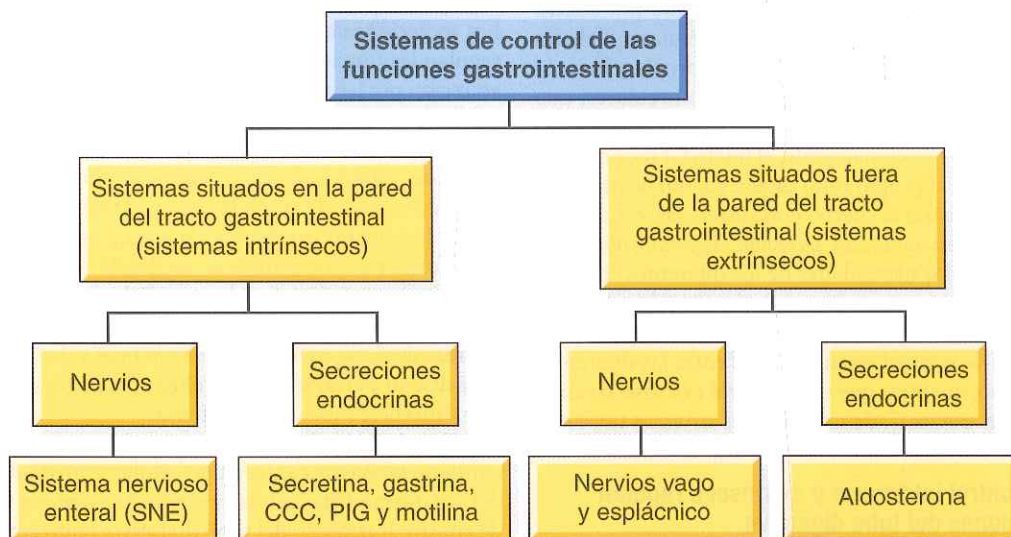 Sistemas de control de las
funciones gastrointestinales
Sistemas situados en la pared
del tracto gastrointestinal
(sistemas intrínsecos)
Sistemas situados fuera
de la pared del tracto
gastrointestinal (sistemas
extrínsecos)
Nervios
Secreciones
endocrinas
Nervios
Secreciones
endocrinas
Sistema nervioso
enteral (SNE)
Secretina, gastrina,
CCC, PIG y motilina
Nervios vago
y esplácnico
Aldosterona